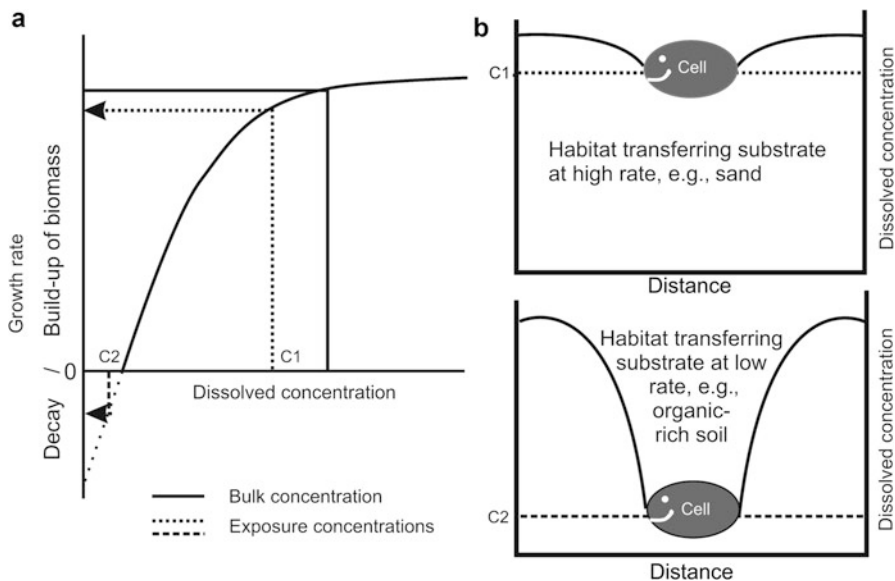 a
Growth rate
Decay / Build-up of biomass
0
C2
C1
Dissolved concentration
Bulk concentration
Exposure concentrations
b
C1
Cell
Habitat transferring substrate
at high rate, e.g., sand
Distance
Dissolved concentration
Habitat transferring
substrate at low
rate, e.g.,
organic-
rich soil
C2
Cell
Distance
Dissolved concentration